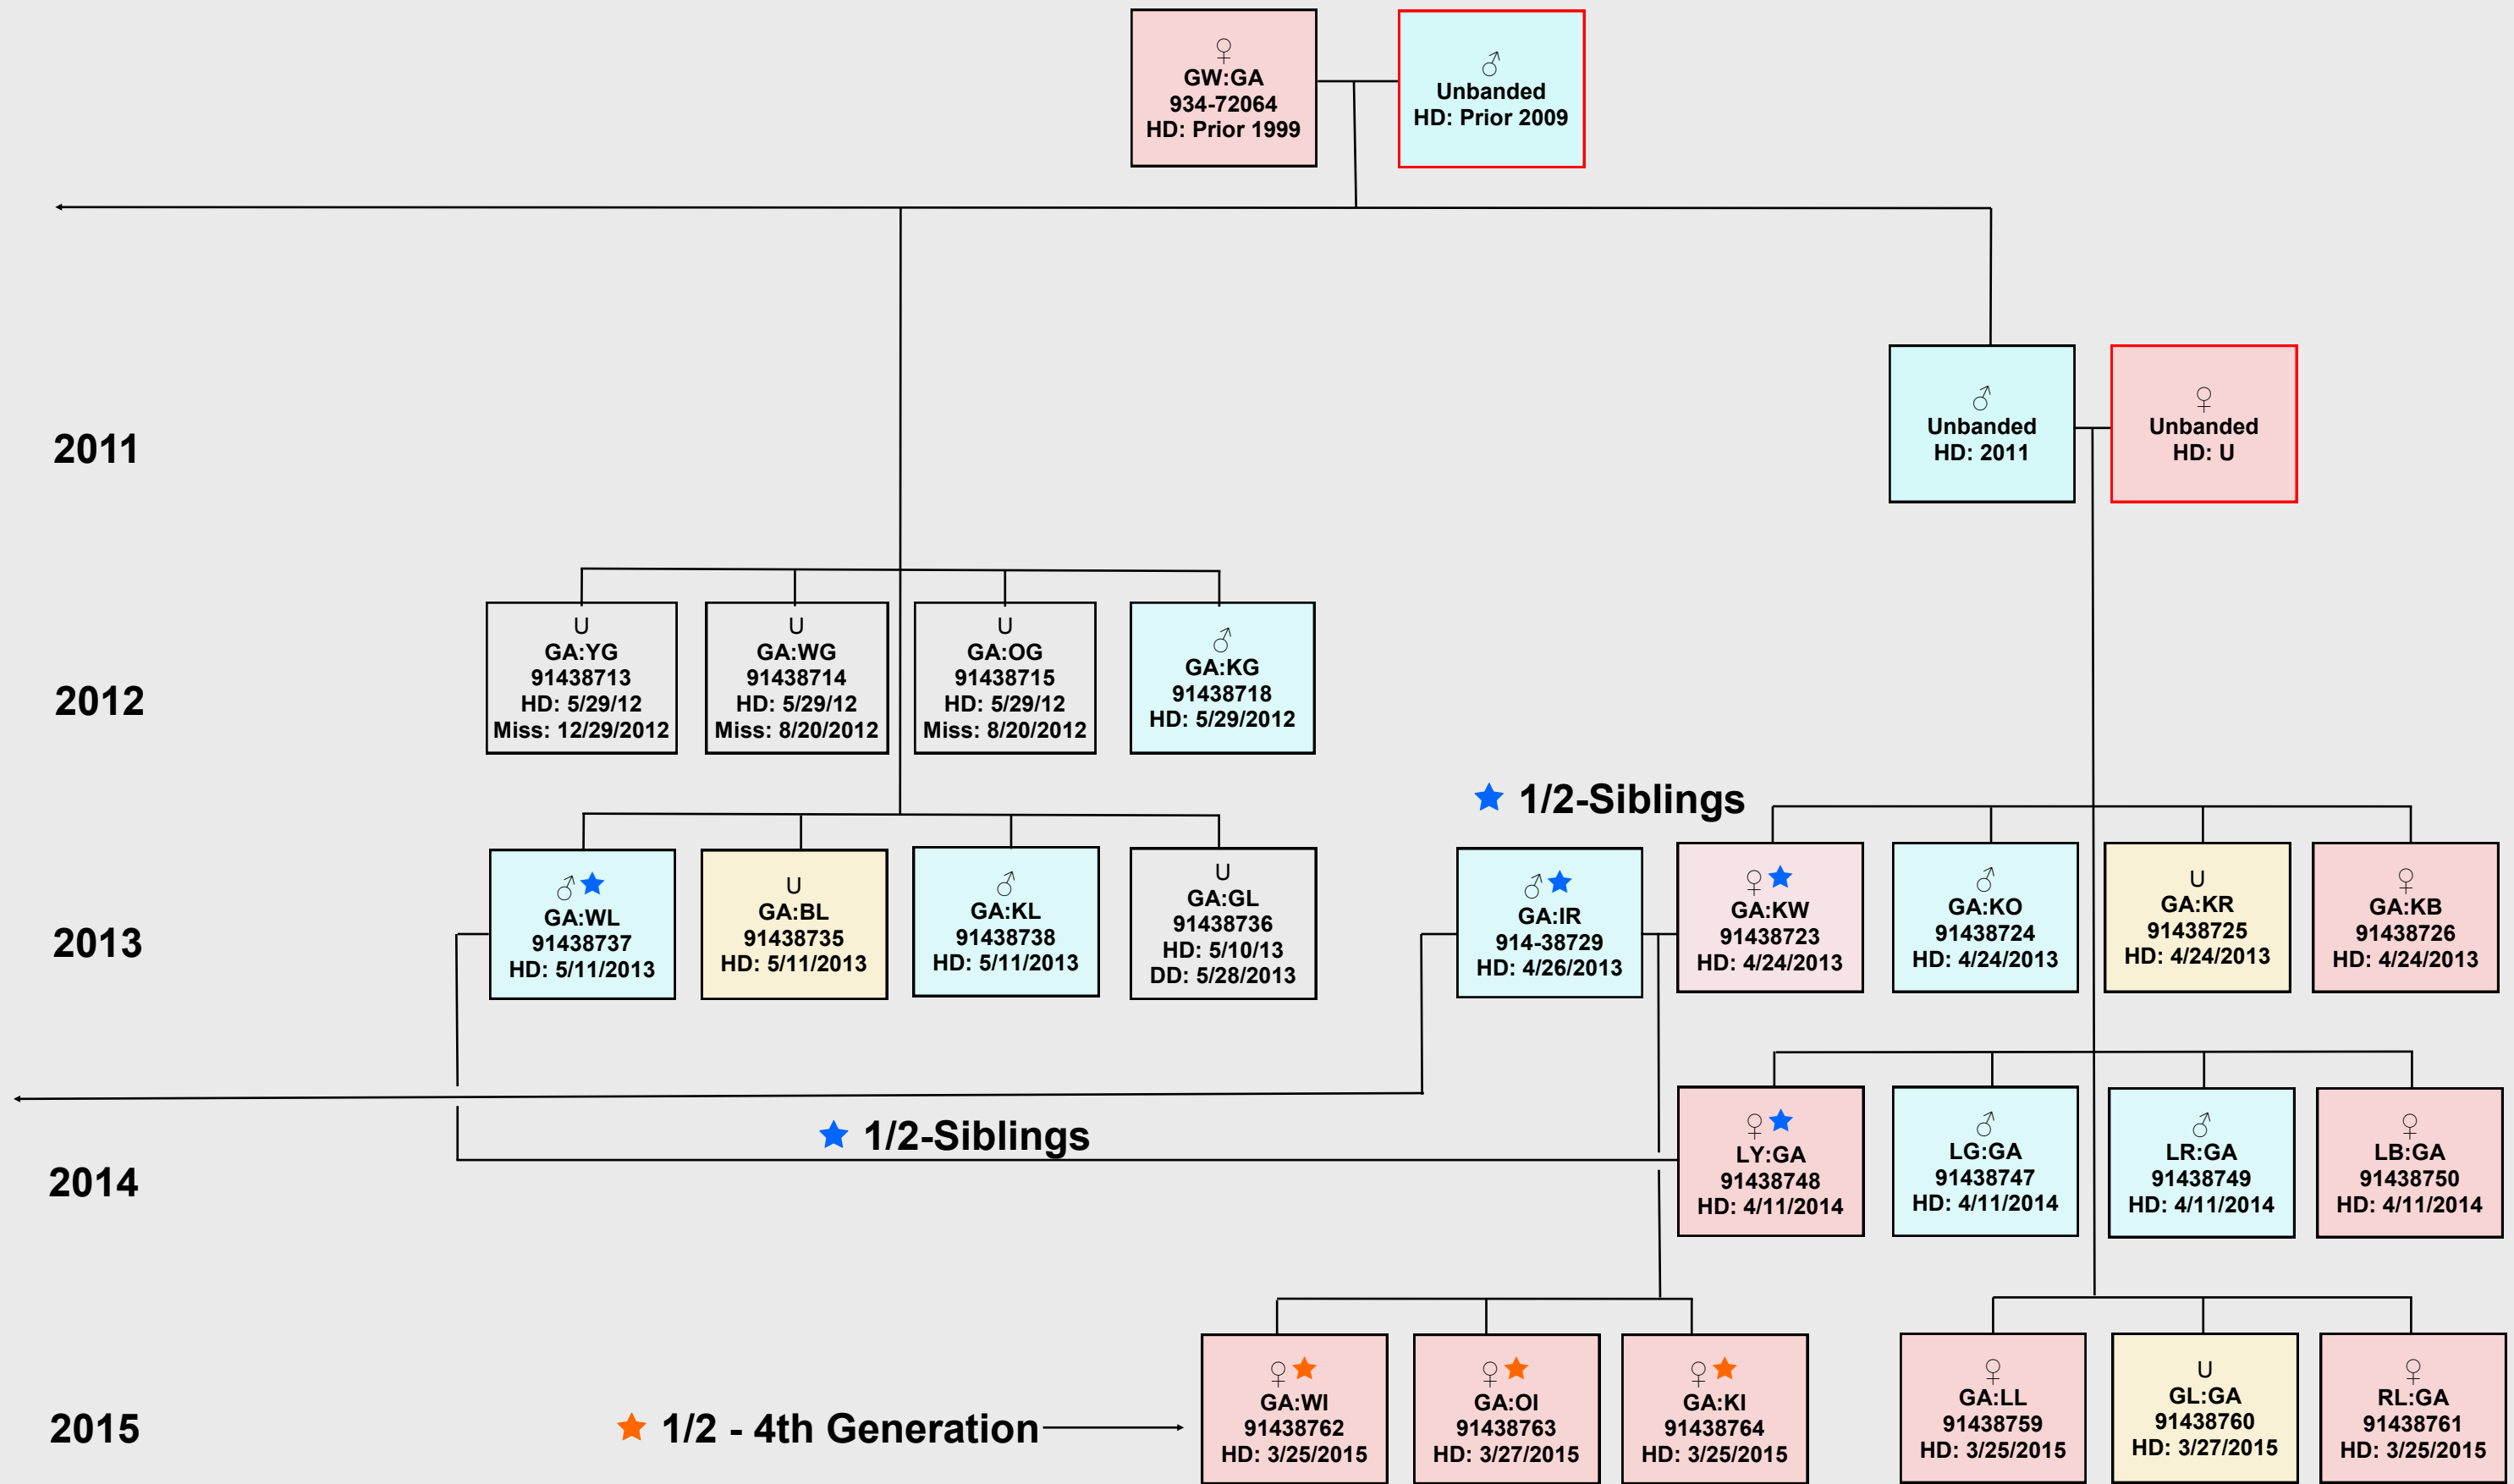 ♀
GW:GA
934-72064
HD: Prior 1999
♂
Unbanded
HD: Prior 2009
2011
♂
Unbanded
HD: 2011
♀
Unbanded
HD: U
2012
U
GA:YG
91438713
HD: 5/29/12
Miss: 12/29/2012
U
GA:WG
91438714
HD: 5/29/12
Miss: 8/20/2012
U
GA:OG
91438715
HD: 5/29/12
Miss: 8/20/2012
♂
GA:KG
91438718
HD: 5/29/2012
★ 1/2-Siblings
2013
♂★
GA:WL
91438737
HD: 5/11/2013
U
GA:BL
91438735
HD: 5/11/2013
♂
GA:KL
91438738
HD: 5/11/2013
U
GA:GL
91438736
HD: 5/10/13
DD: 5/28/2013
♂★
GA:IR
914-38729
HD: 4/26/2013
♀★
GA:KW
91438723
HD: 4/24/2013
♂
GA:KO
91438724
HD: 4/24/2013
U
GA:KR
91438725
HD: 4/24/2013
♀
GA:KB
91438726
HD: 4/24/2013
★ 1/2-Siblings
2014
♀★
LY:GA
91438748
HD: 4/11/2014
♂
LG:GA
91438747
HD: 4/11/2014
♂
LR:GA
91438749
HD: 4/11/2014
♀
LB:GA
91438750
HD: 4/11/2014
2015
★ 1/2 - 4th Generation
♀★
GA:WI
91438762
HD: 3/25/2015
♀★
GA:OI
91438763
HD: 3/27/2015
♀★
GA:KI
91438764
HD: 3/25/2015
♀
GA:LL
91438759
HD: 3/25/2015
U
GL:GA
91438760
HD: 3/27/2015
♀
RL:GA
91438761
HD: 3/25/2015